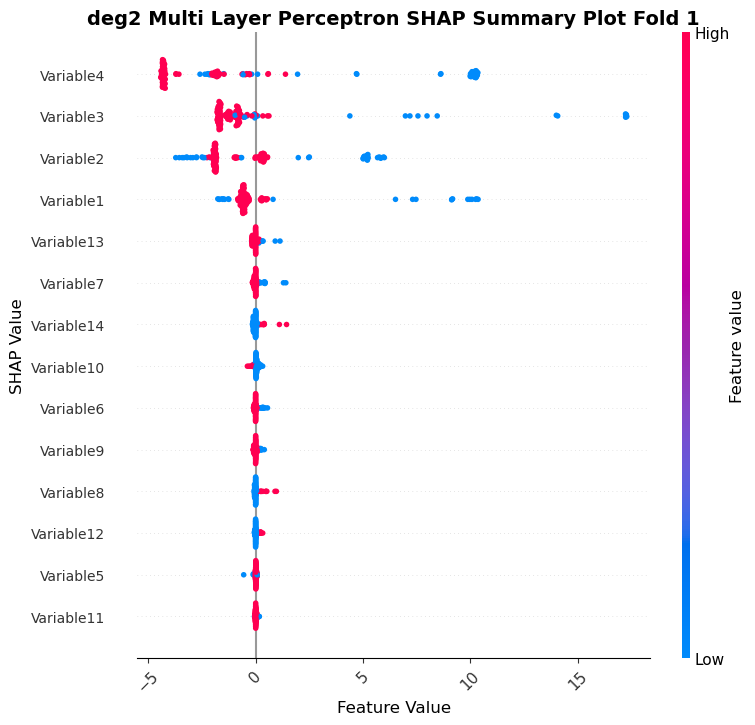 deg2 Multi Layer Perceptron SHAP Summary Plot Fold 1
High
Variable4
Variable3
Variable2
Variable1
Variable13
Variable7
Variable14
Variable10
Variable6
Variable9
Variable8
Variable12
Variable5
Variable11
SHAP Value
Feature value
Low
−5
0
5
10
15
Feature Value